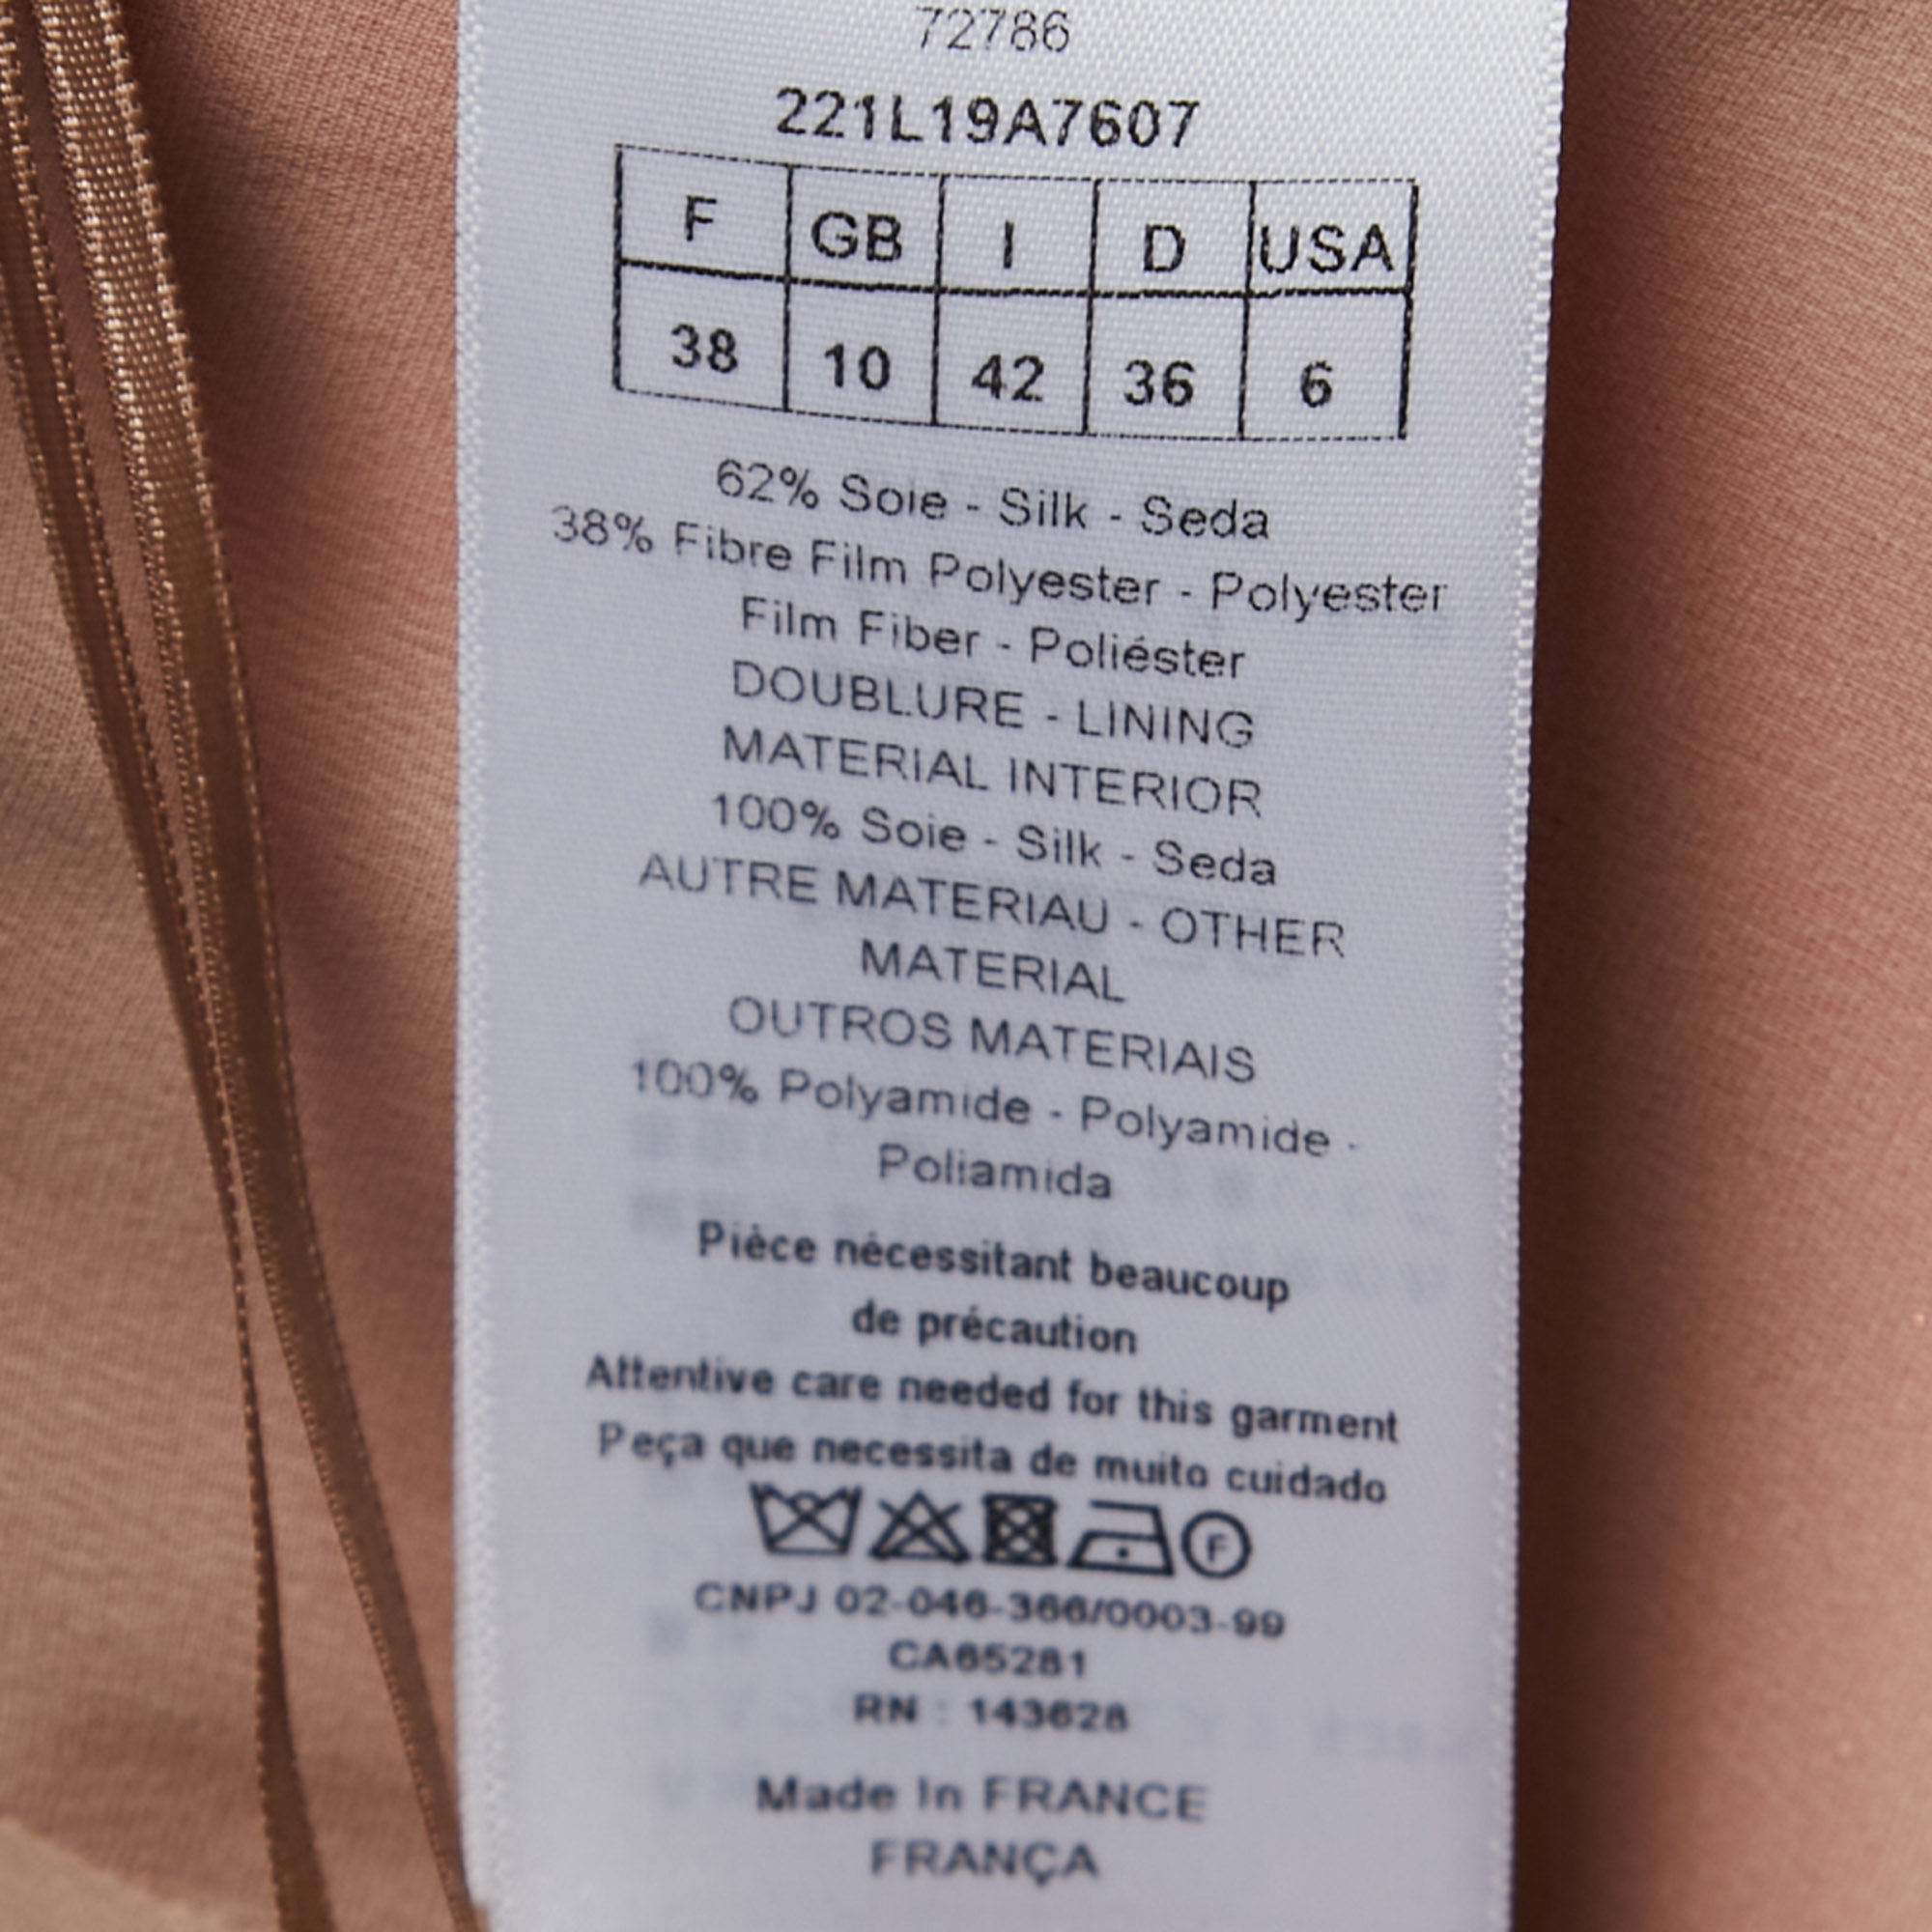 72786
221L19A7607
F GB I D USA
38 10 42 36 6
62% Soie - Silk - Seda
38% Fibre Film Polyester - Polyester
Film Fiber - Poliéster
DOUBLURE - LINING
MATERIAL INTERIOR
100% Soie - Silk - Seda
AUTRE MATERIAU - OTHER
MATERIAL
OUTROS MATERIAIS
100% Polyamide - Polyamide -
Poliamida
Pièce nécessitant beaucoup
de précaution
Attentive care needed for this garment
Peça que necessita de muito cuidado
F
CNPJ 02-046-366/0003-99
CA65281
RN : 143628
Made In FRANCE
FRANÇA